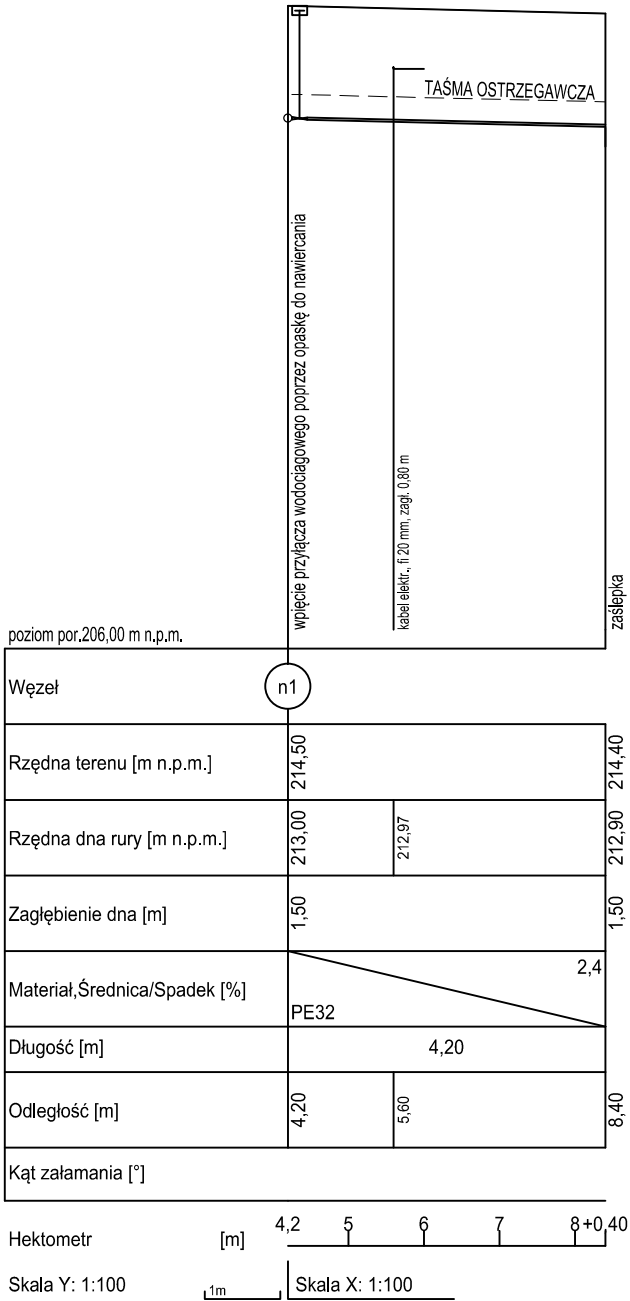 TAŚMA OSTRZEGAWCZA
wpięcie przyłącza wodociągowego poprzez opaskę do nawiercania
kabel elektr., fi 20 mm, zagł. 0,80 m
zaślepka
poziom por.206,00 m n.p.m.
Węzeł n1
Rzędna terenu [m n.p.m.] 214,50 214,40
Rzędna dna rury [m n.p.m.] 213,00 212,97 212,90
Zagłębienie dna [m] 1,50 1,50
Materiał,Średnica/Spadek [%] PE32 2,4
Długość [m] 4,20
Odległość [m] 4,20 5,60 8,40
Kąt załamania [°]
Hektometr [m] 4,2 5 6 7 8 +0,40
Skala Y: 1:100 1m Skala X: 1:100